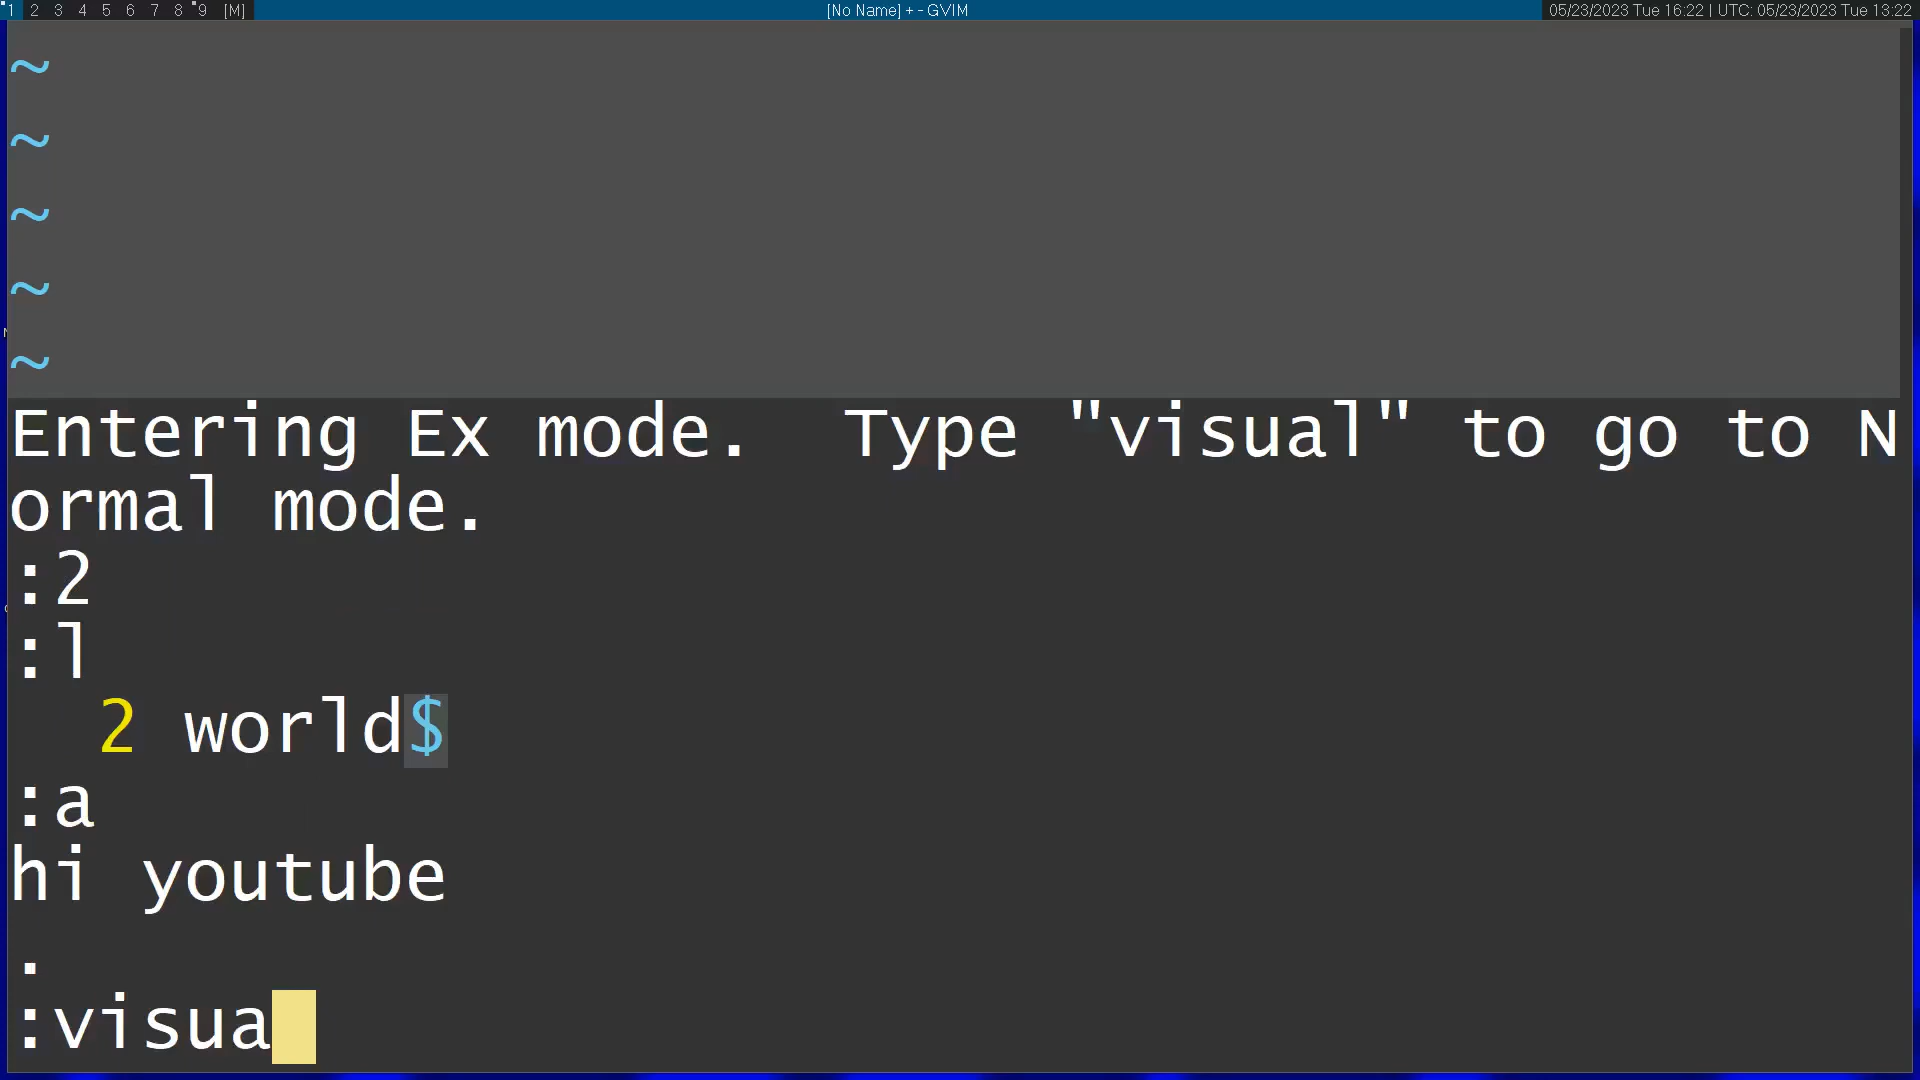 1 2 3 4 5 6 7 8 9 [M] [No Name] + - GVIM 05/23/2023 Tue 16:22 | UTC: 05/23/2023 Tue 13:22
~
~
~
~
~
Entering Ex mode.  Type "visual" to go to N
ormal mode.
:2
:l
  2 world$
:a
hi youtube
.
:visua